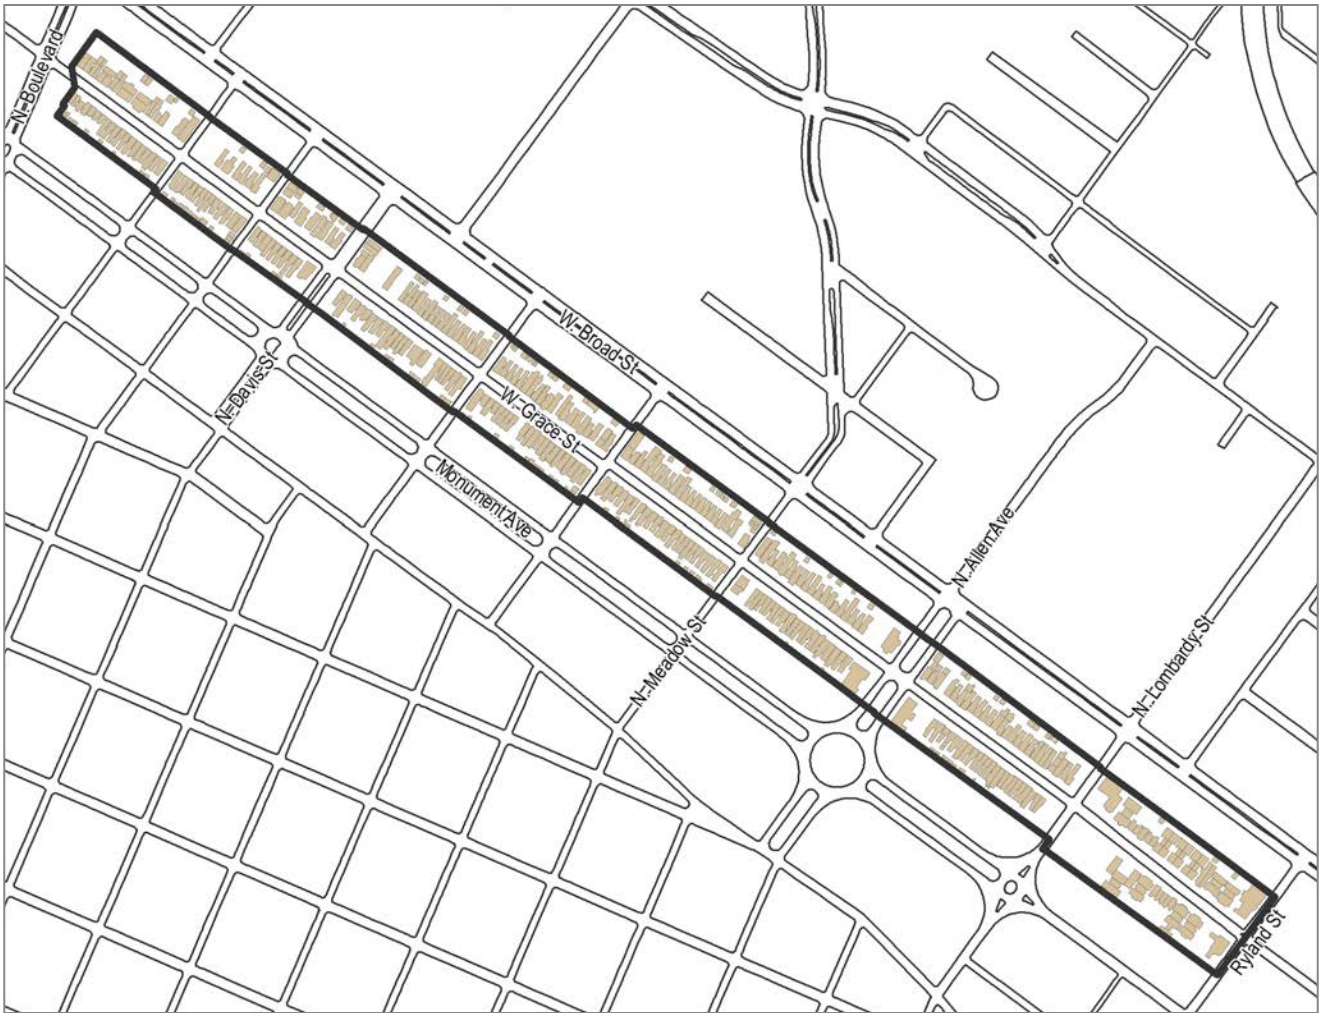 N Boulevard
W Broad St
N Davis St
W Grace St
Monument Ave
N Allen Ave
N Meadow St
N Lombardy St
Ryland St